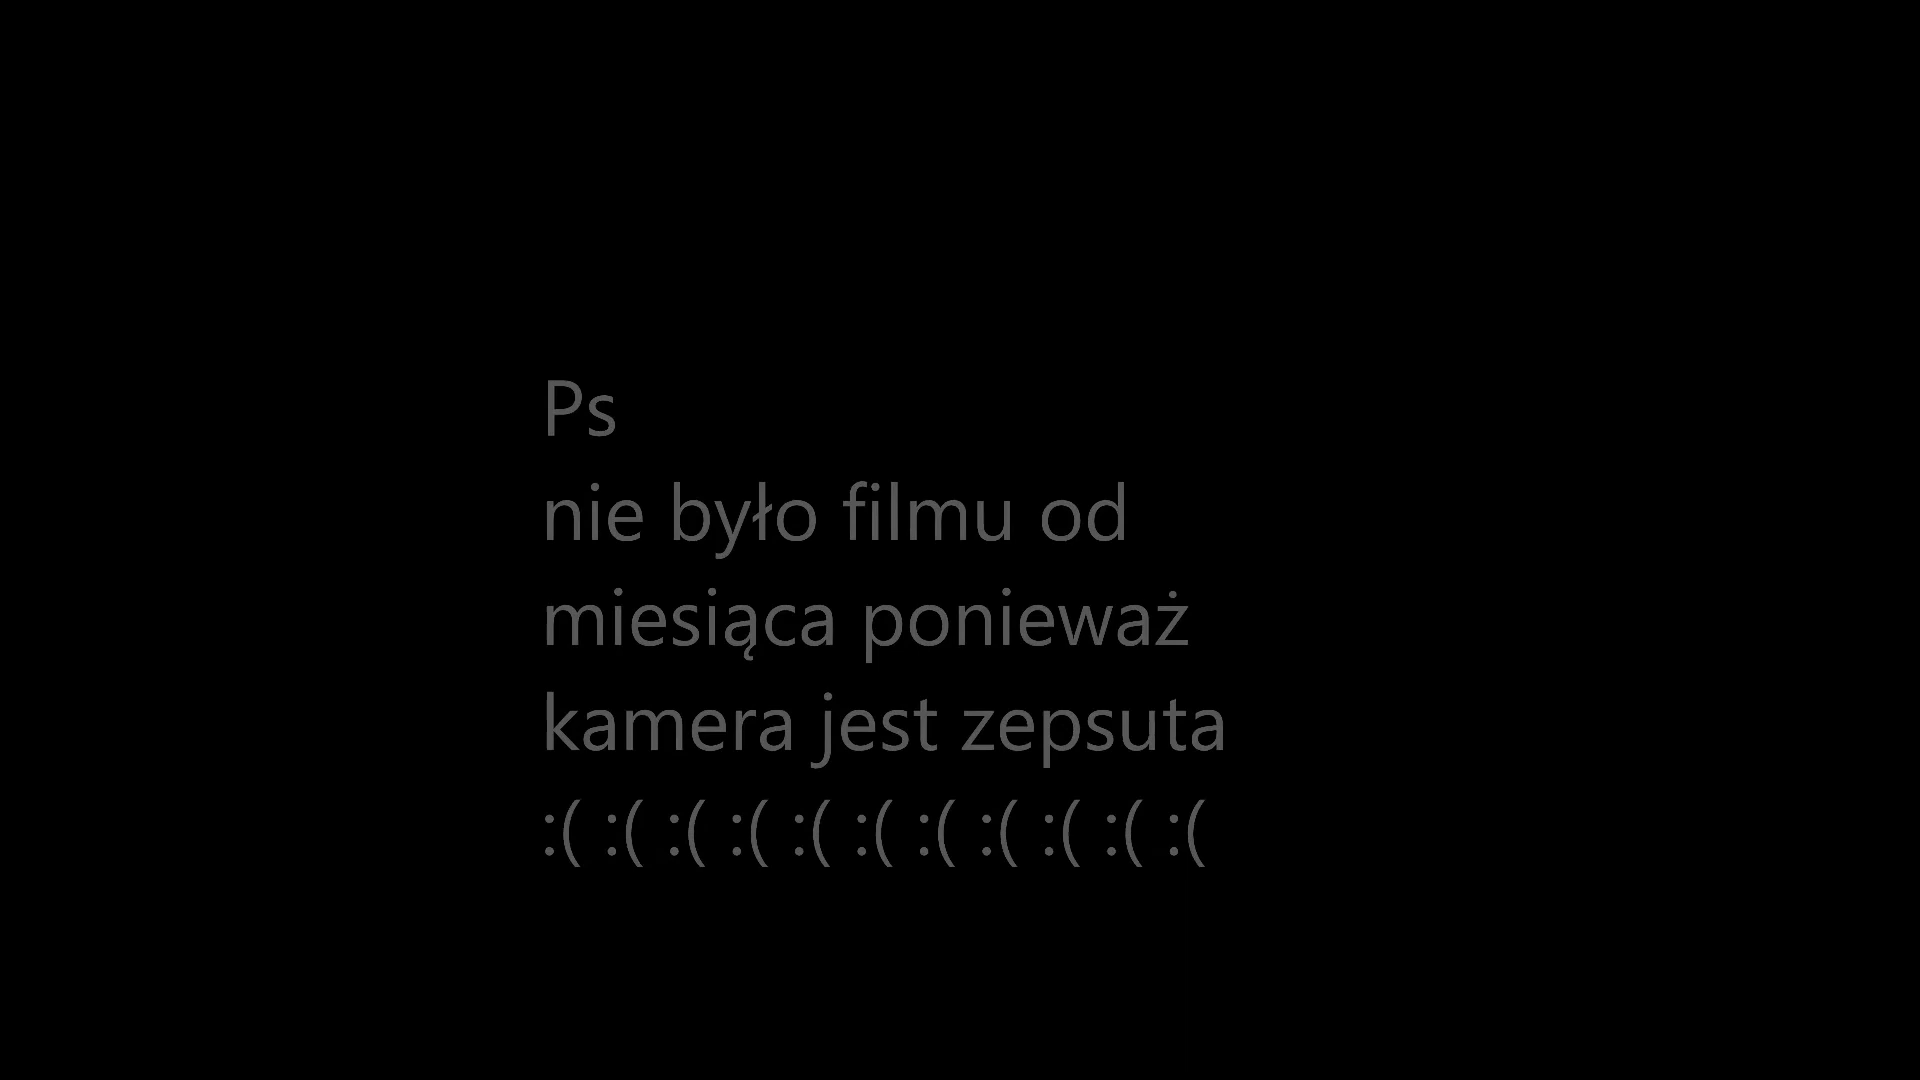 Ps
nie było filmu od
miesiąca ponieważ
kamera jest zepsuta
:( :( :( :( :( :( :( :( :( :( :(